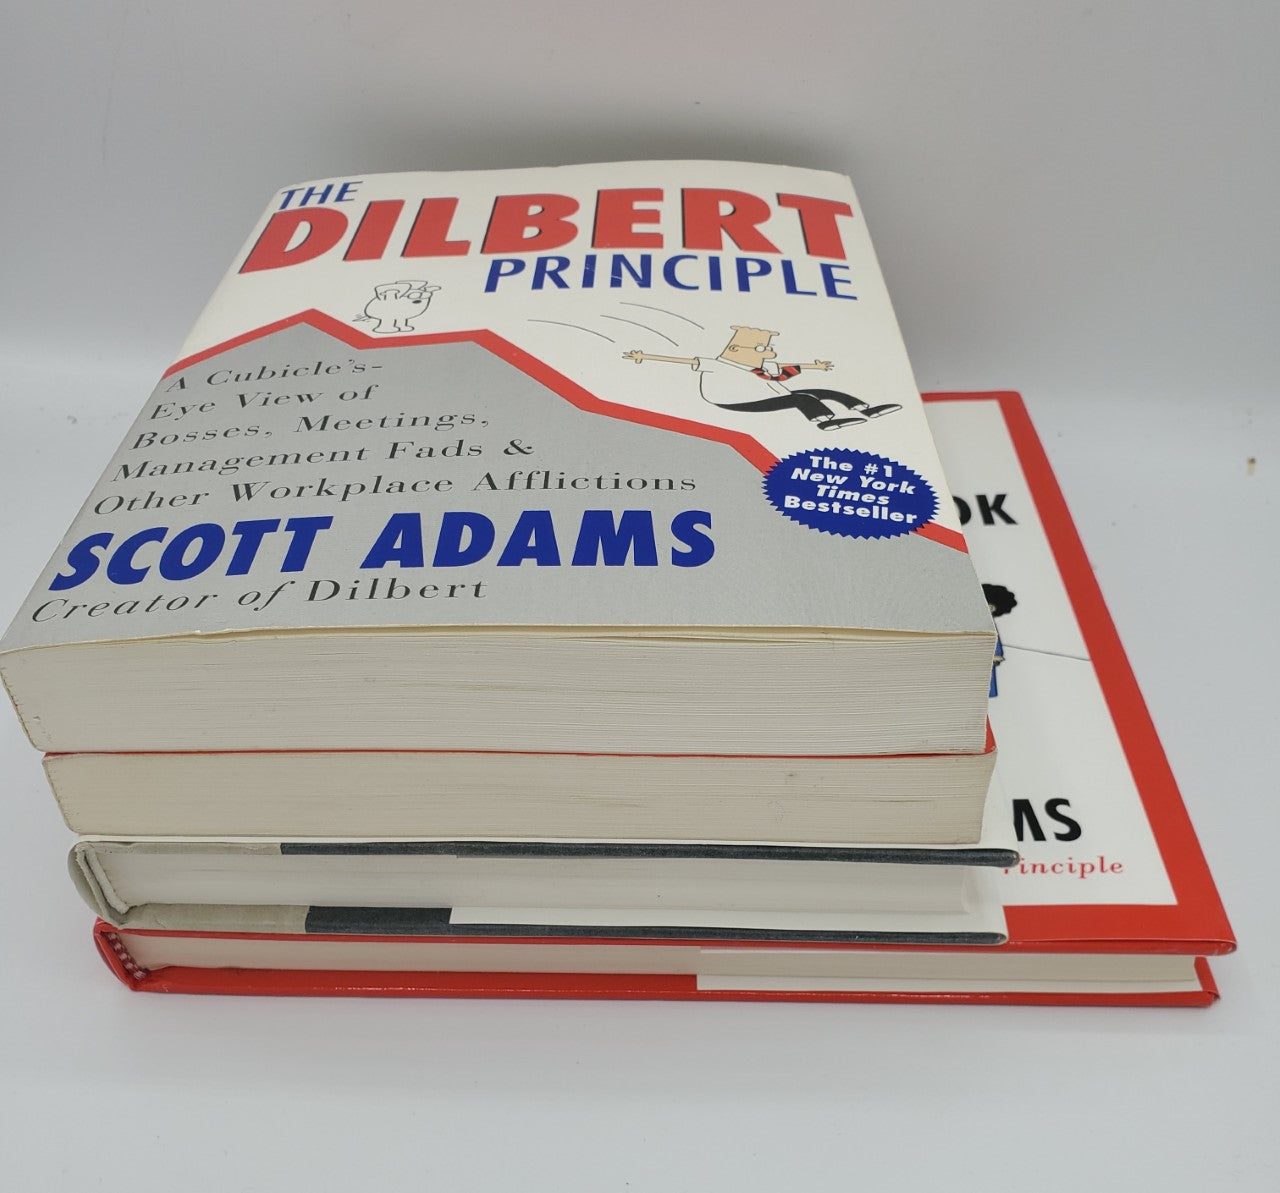 THE
DILBERT
PRINCIPLE
A Cubicle's-
Eye View of
Bosses, Meetings,
Management Fads &
Other Workplace Afflictions
The #1
New York
Times
Bestseller
SCOTT ADAMS
Creator of Dilbert
OK
MS
Principle